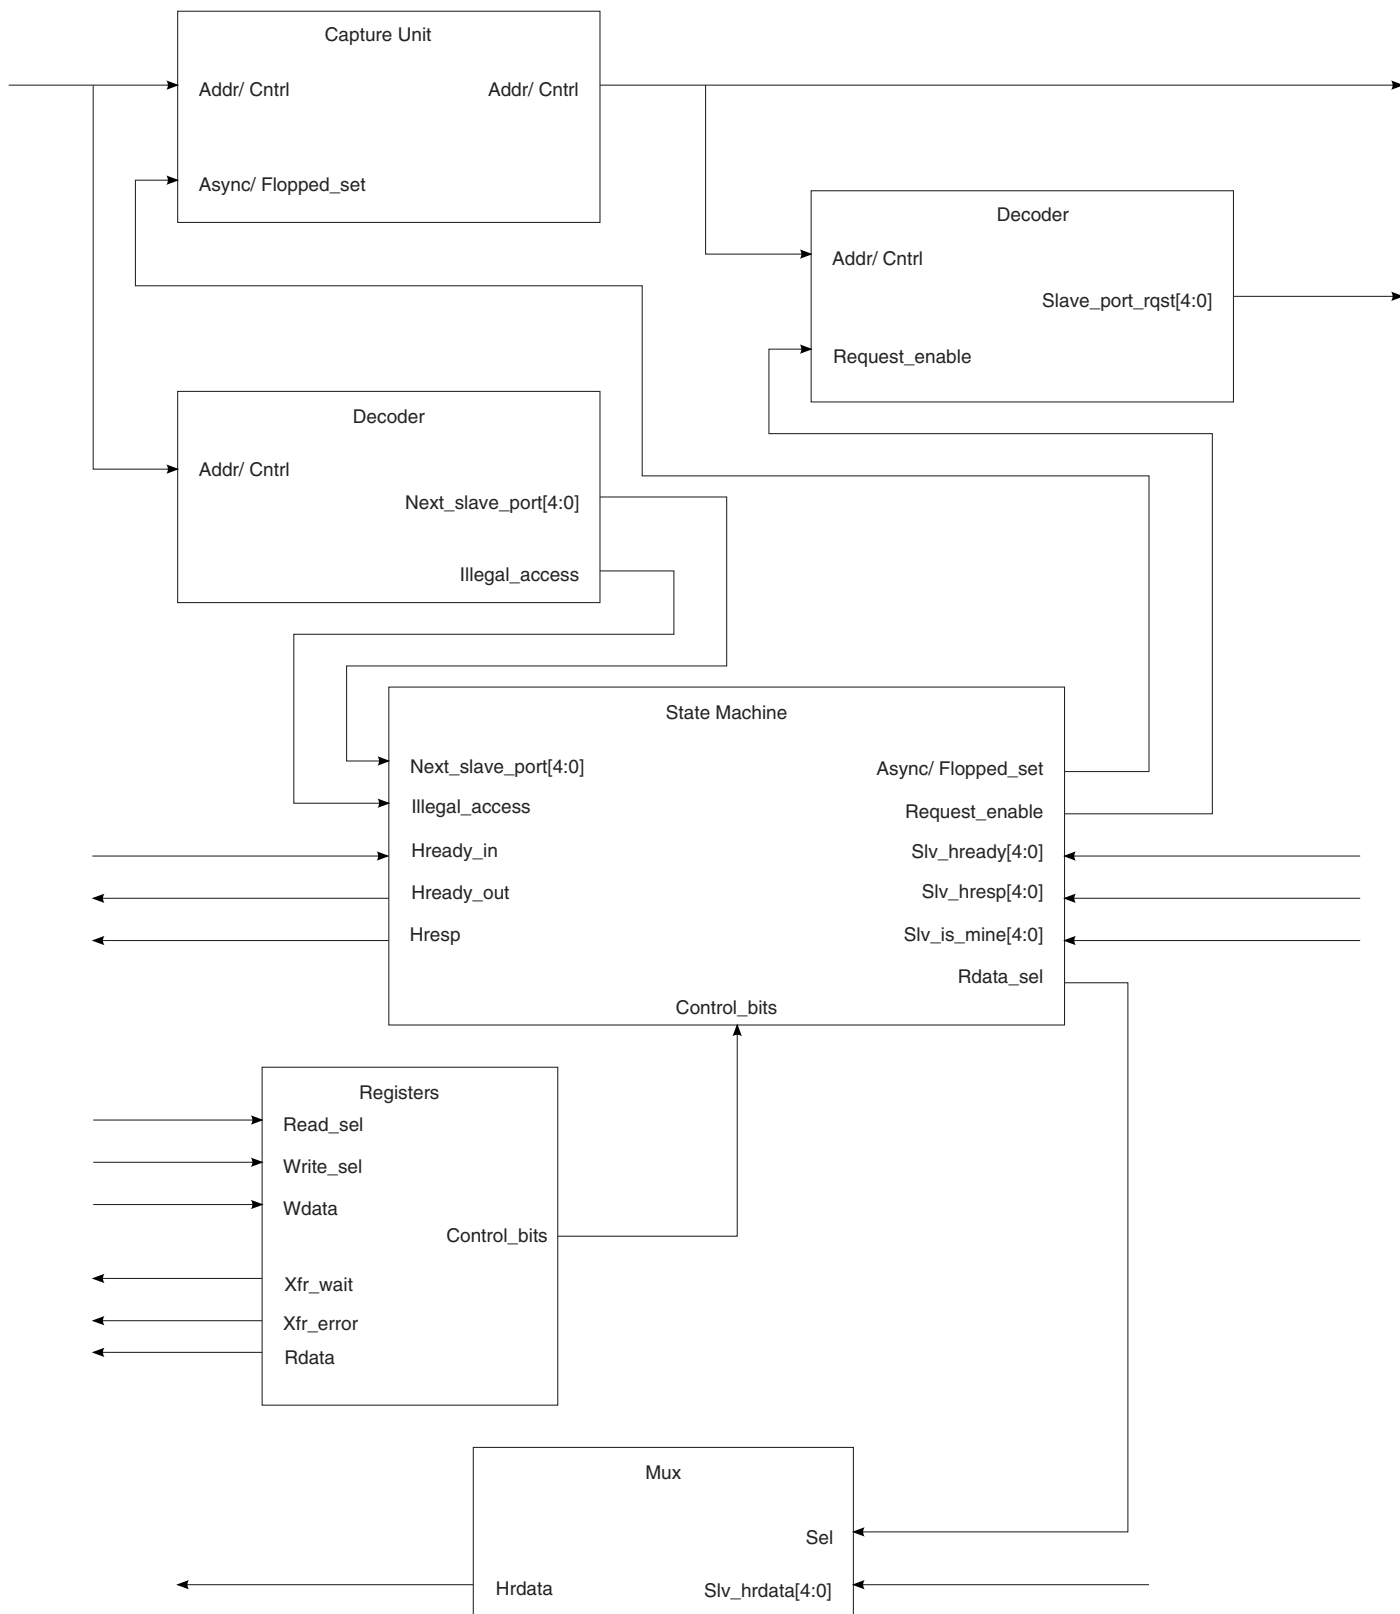 Capture Unit
Addr/ Cntrl
Addr/ Cntrl
Async/ Flopped_set
Decoder
Addr/ Cntrl
Slave_port_rqst[4:0]
Request_enable
Decoder
Addr/ Cntrl
Next_slave_port[4:0]
Illegal_access
State Machine
Next_slave_port[4:0]
Async/ Flopped_set
Illegal_access
Request_enable
Hready_in
Slv_hready[4:0]
Hready_out
Slv_hresp[4:0]
Hresp
Slv_is_mine[4:0]
Rdata_sel
Control_bits
Registers
Read_sel
Write_sel
Wdata
Control_bits
Xfr_wait
Xfr_error
Rdata
Mux
Sel
Hrdata
Slv_hrdata[4:0]